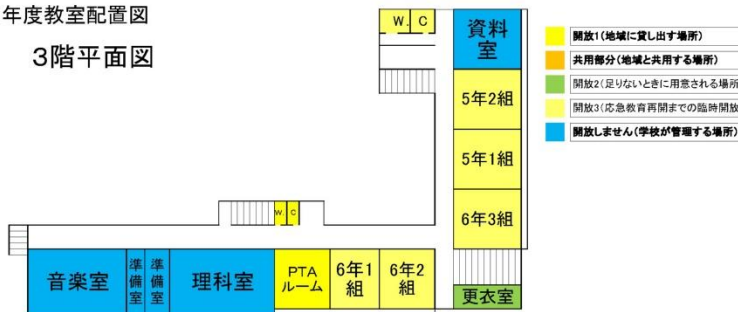 年度教室配置図
3階平面図
W. C
資料
室
5年2組
5年1組
6年3組
W. C
音楽室
準備室
準備室
理科室
PTA
ルーム
6年1
組
6年2
組
更衣室
開放1(地域に貸し出す場所)
共用部分(地域と共用する場所)
開放2(足りないときに用意される場所
開放3(応急教育再開までの臨時開放
開放しません(学校が管理する場所)